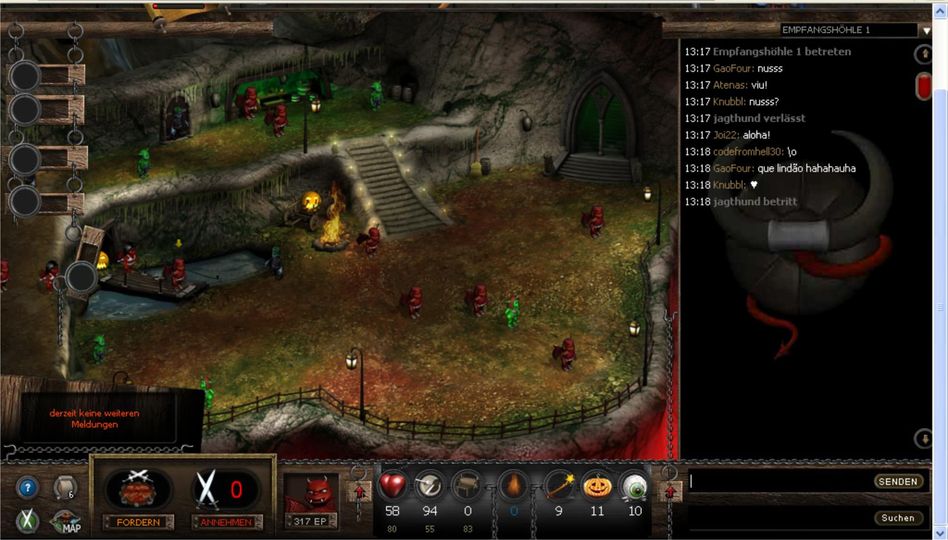 EMPFANGSHÖHLE 1
13:17 Empfangshöhle 1 betreten
13:17 GaoFour: nusss
13:17 Atenas: viu!
13:17 Knubbl: nusss?
13:17 jagthund verlässt
13:17 Joi22: aloha!
13:18 codefromhell30: \o
13:18 GaoFour: que lindão hahahauha
13:18 Knubbl: ♥
13:18 jagthund betritt
derzeit keine weiteren
Meldungen
? 6
MAP
FORDERN
0
ANNEHMEN
317 EP
58 94 0 0 9 11 10
80 55 83
SENDEN
Suchen